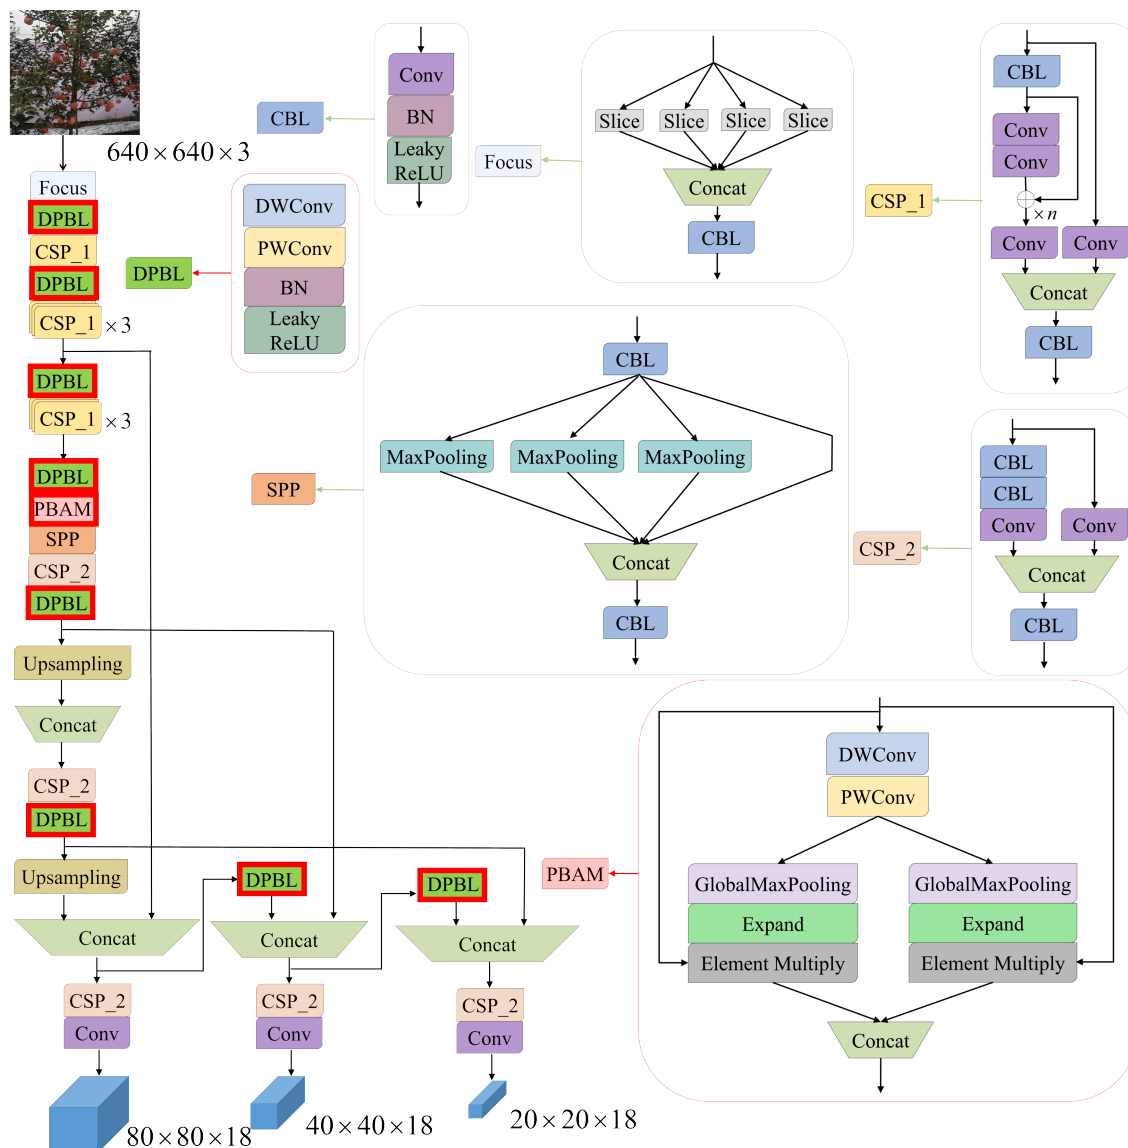 640×640×3
Focus
DPBL
CSP_1
DPBL
CSP_1 ×3
DPBL
CSP_1 ×3
DPBL
PBAM
SPP
CSP_2
DPBL
Upsampling
Concat
CSP_2
DPBL
Upsampling
Concat
CSP_2
Conv
80×80×18
DPBL
Concat
CSP_2
Conv
40×40×18
DPBL
Concat
CSP_2
Conv
20×20×18
CBL
Conv
BN
Leaky
ReLU
DPBL
DWConv
PWConv
BN
Leaky
ReLU
Focus
Slice Slice Slice Slice
Concat
CBL
CSP_1
CBL
Conv
Conv
×n
Conv Conv
Concat
CBL
SPP
CBL
MaxPooling MaxPooling MaxPooling
Concat
CBL
CSP_2
CBL
CBL
Conv Conv
Concat
CBL
PBAM
DWConv
PWConv
GlobalMaxPooling GlobalMaxPooling
Expand Expand
Element Multiply Element Multiply
Concat